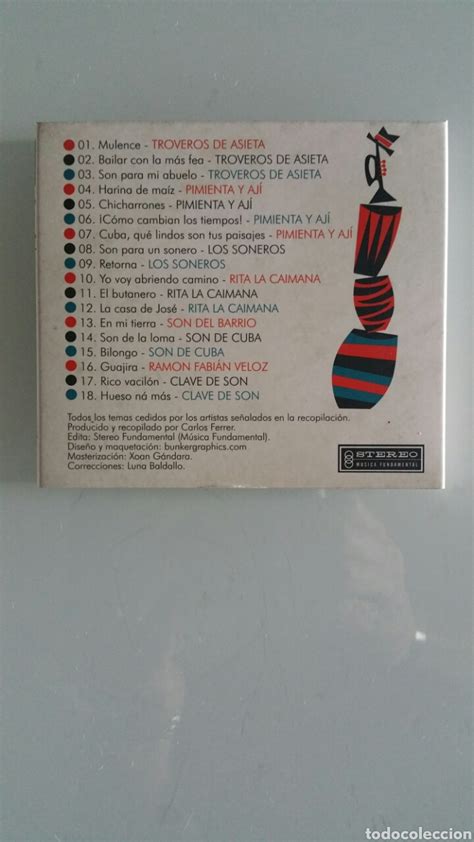 01. Mulence - TROVEROS DE ASIETA
02. Bailar con la más fea - TROVEROS DE ASIETA
03. Son para mi abuelo - TROVEROS DE ASIETA
04. Harina de maíz - PIMIENTA Y AJÍ
05. Chicharrones - PIMIENTA Y AJÍ
06. ¡Cómo cambian los tiempos! - PIMIENTA Y AJÍ
07. Cuba, qué lindos son tus paisajes - PIMIENTA Y AJÍ
08. Son para un sonero - LOS SONEROS
09. Retorna - LOS SONEROS
10. Yo voy abriendo camino - RITA LA CAIMANA
11. El butanero - RITA LA CAIMANA
12. La casa de José - RITA LA CAIMANA
13. En mi tierra - SON DEL BARRIO
14. Son de la loma - SON DE CUBA
15. Bilongo - SON DE CUBA
16. Guajira - RAMON FABIÁN VELOZ
17. Rico vacilón - CLAVE DE SON
18. Hueso ná más - CLAVE DE SON
Todos los temas cedidos por los artistas señalados en la recopilación.
Producido y recopilado por Carlos Ferrer.
Edita: Stereo Fundamental (Música Fundamental).
Diseño y maquetación: bunkergraphics.com
Masterización: Xoan Gándara.
Correcciones: Luna Baldallo.
STEREO
MÚSICA FUNDAMENTAL
todocoleccion